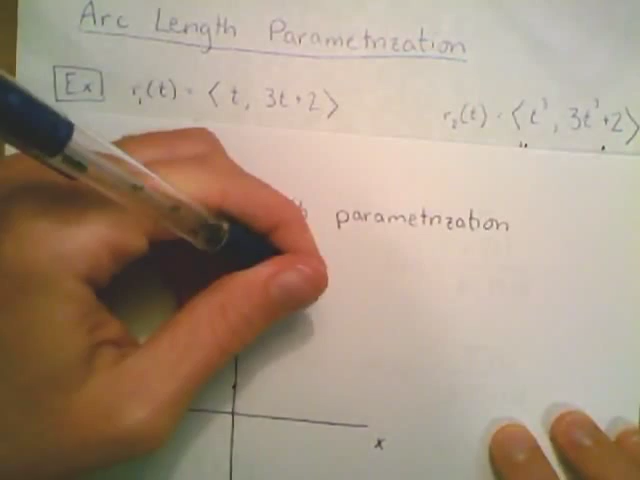 Arc Length Parametrization
Ex r₁(t) = ⟨t, 3t+2⟩ r₂(t) = ⟨t³, 3t³+2⟩
parametrization
x